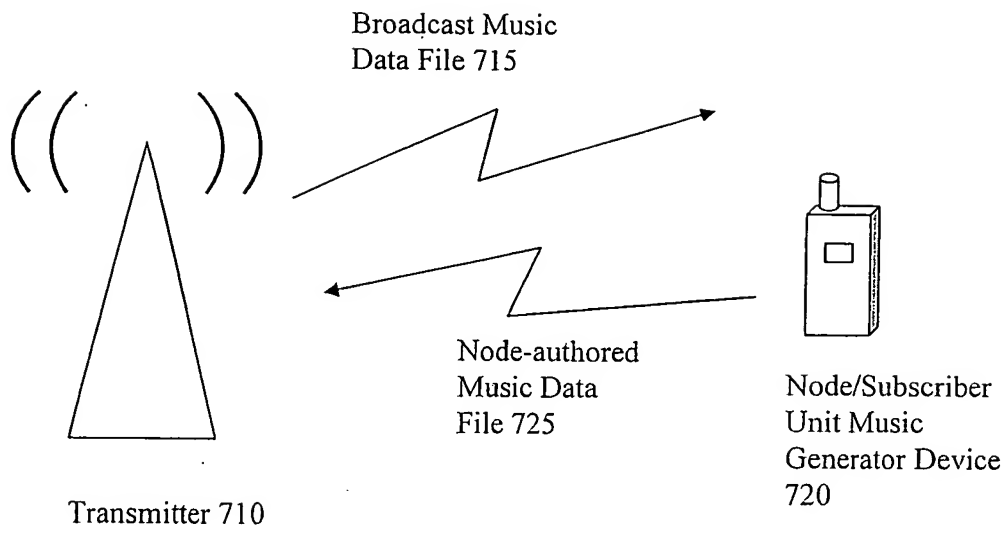 Broadcast Music
Data File 715
Node-authored
Music Data
File 725
Node/Subscriber
Unit Music
Generator Device
720
Transmitter 710